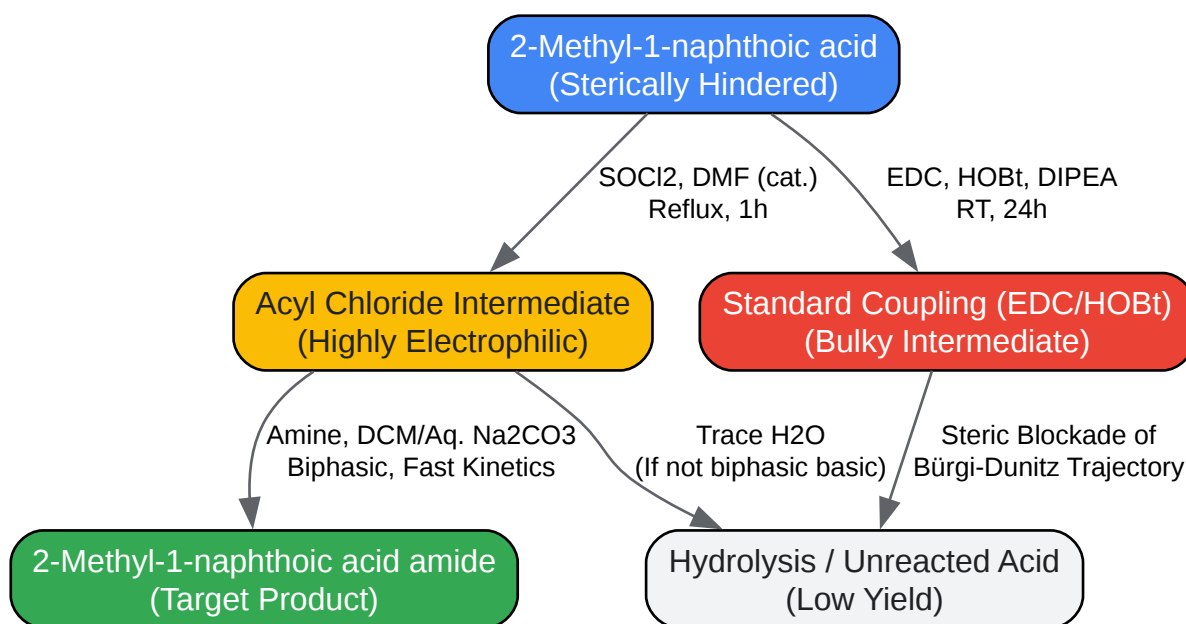 2-Methyl-1-naphthoic acid
(Sterically Hindered)
SOCl2, DMF (cat.)
Reflux, 1h
EDC, HOBt, DIPEA
RT, 24h
Acyl Chloride Intermediate
(Highly Electrophilic)
Standard Coupling (EDC/HOBt)
(Bulky Intermediate)
Amine, DCM/Aq. Na2CO3
Biphasic, Fast Kinetics
Trace H2O
(If not biphasic basic)
Steric Blockade of
Bürgi-Dunitz Trajectory
2-Methyl-1-naphthoic acid amide
(Target Product)
Hydrolysis / Unreacted Acid
(Low Yield)